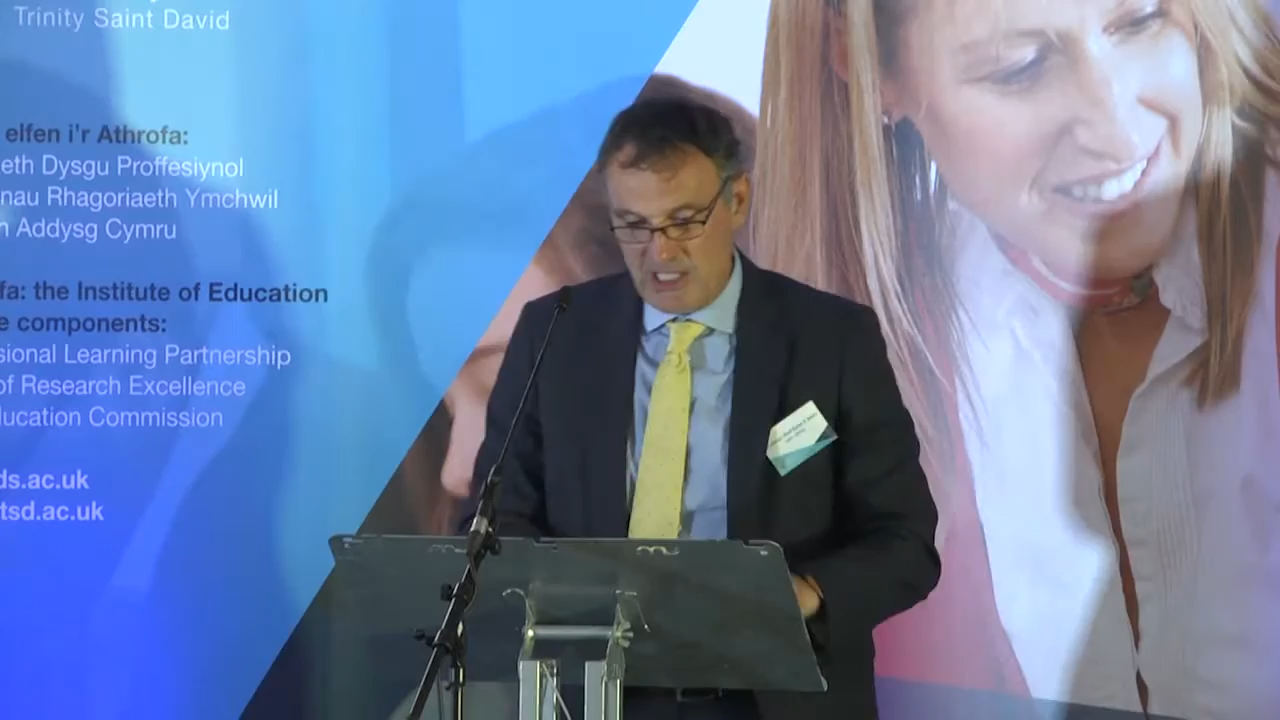 Trinity Saint David
elfen i'r Athrofa:
eth Dysgu Proffesiynol
nau Rhagoriaeth Ymchwil
n Addysg Cymru
fa: the Institute of Education
e components:
sional Learning Partnership
of Research Excellence
ducation Commission
ds.ac.uk
tsd.ac.uk